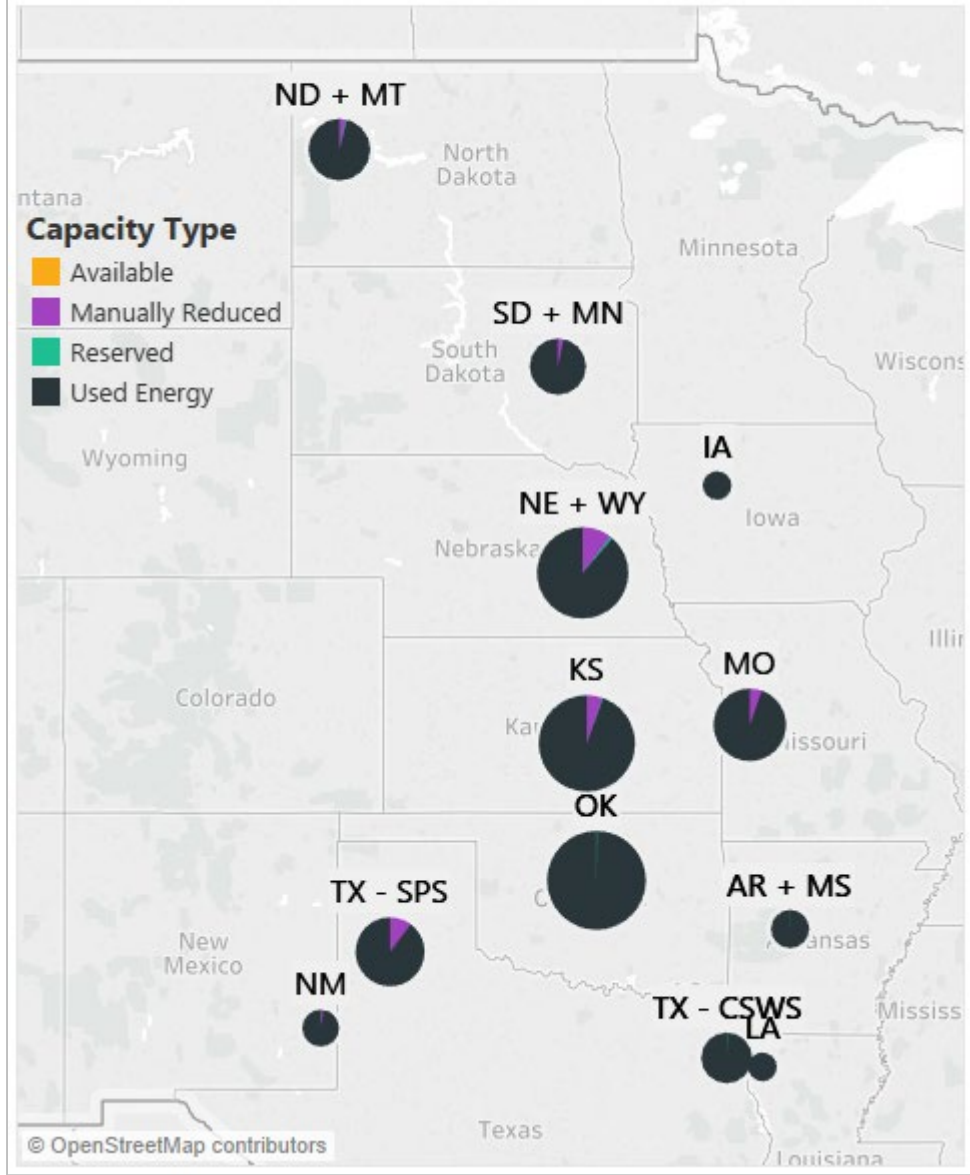 ND + MT
North
Dakota
ntana
Capacity Type
Available
Manually Reduced
Reserved
Used Energy
Minnesota
SD + MN
South
Dakota
Wiscons
Wyoming
IA
Iowa
NE + WY
Nebraska
Illin
KS
MO
Colorado
Kan
issouri
OK
O
TX - SPS
AR + MS
Arkansas
New
Mexico
NM
TX - CSWS
LA
Mississ
Texas
© OpenStreetMap contributors
Louisiana